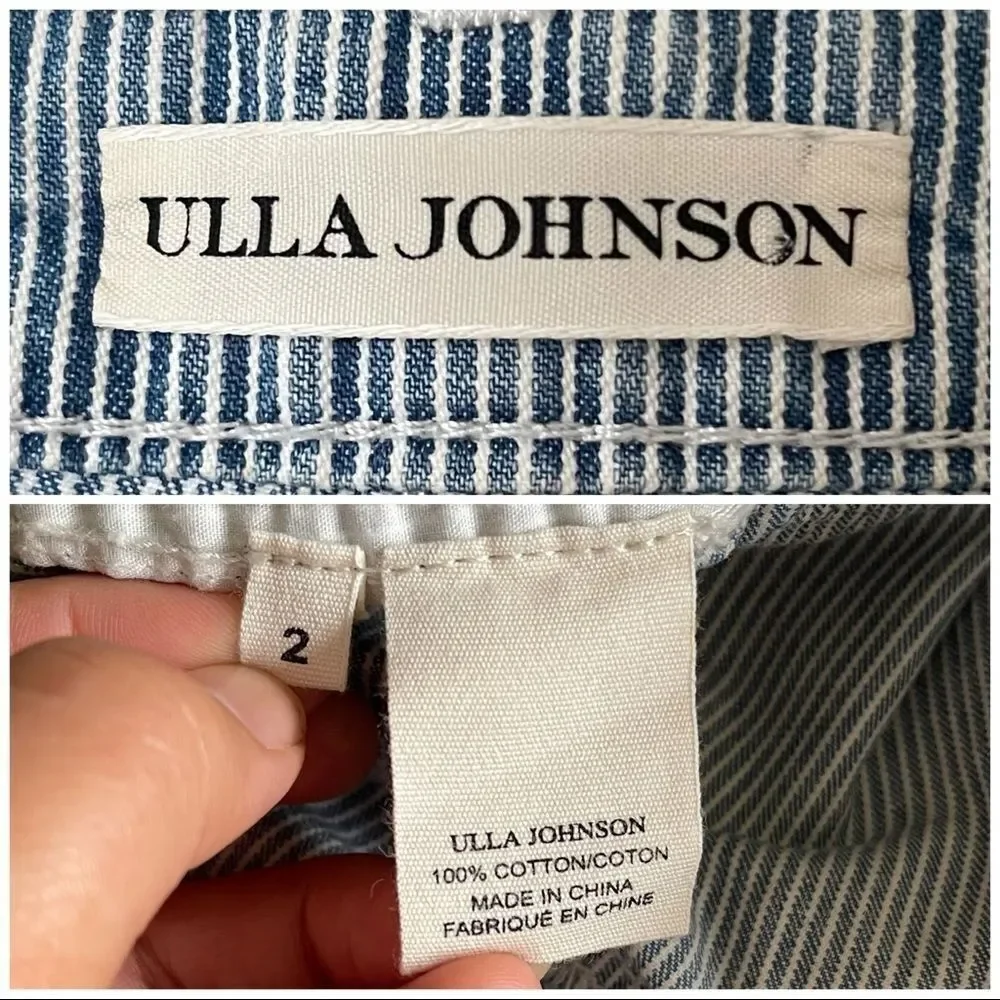 ULLA JOHNSON
2
ULLA JOHNSON
100% COTTON/COTON
MADE IN CHINA
FABRIQUÉ EN CHINE